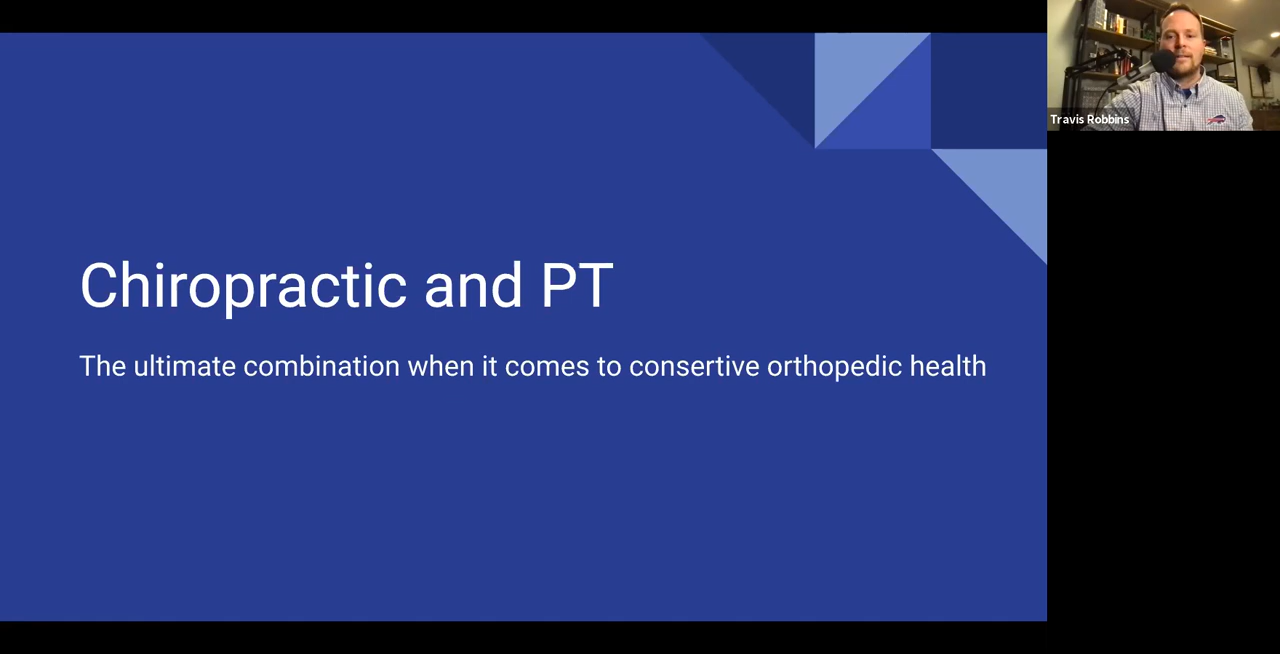 Chiropractic and PT
The ultimate combination when it comes to consertive orthopedic health
Travis Robbins